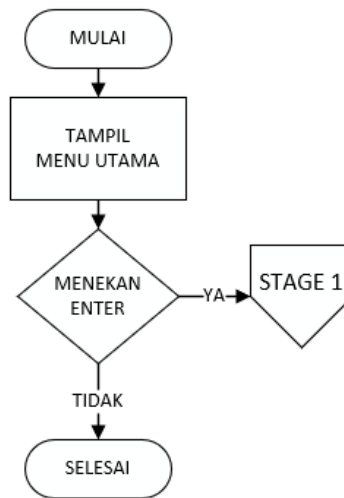 MULAI
TAMPIL
MENU UTAMA
MENEKAN
ENTER
YA
STAGE 1
TIDAK
SELESAI